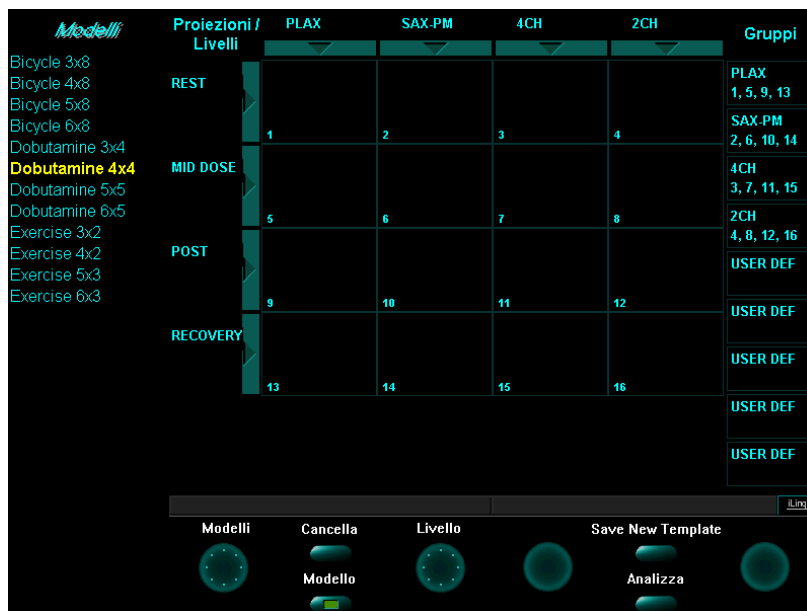 Modelli
Bicycle 3x8
Bicycle 4x8
Bicycle 5x8
Bicycle 6x8
Dobutamine 3x4
Dobutamine 4x4
Dobutamine 5x5
Dobutamine 6x5
Exercise 3x2
Exercise 4x2
Exercise 5x3
Exercise 6x3
Proiezioni /
Livelli
PLAX
SAX-PM
4CH
2CH
REST
1
2
3
4
MID DOSE
5
6
7
8
POST
9
10
11
12
RECOVERY
13
14
15
16
Gruppi
PLAX
1, 5, 9, 13
SAX-PM
2, 6, 10, 14
4CH
3, 7, 11, 15
2CH
4, 8, 12, 16
USER DEF
USER DEF
USER DEF
USER DEF
USER DEF
Modelli
Cancella
Livello
Save New Template
Modello
Analizza